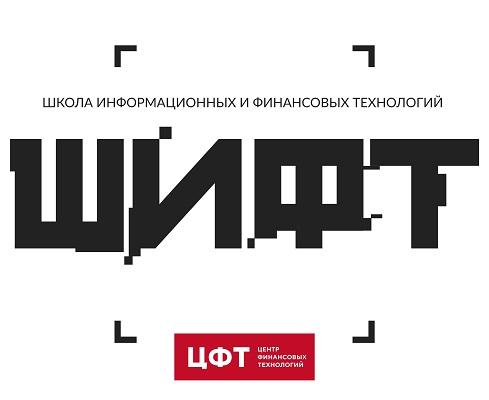 ШКОЛА ИНФОРМАЦИОННЫХ И ФИНАНСОВЫХ ТЕХНОЛОГИЙ
ШИФТ
ЦФТ
ЦЕНТР
ФИНАНСОВЫХ
ТЕХНОЛОГИЙ